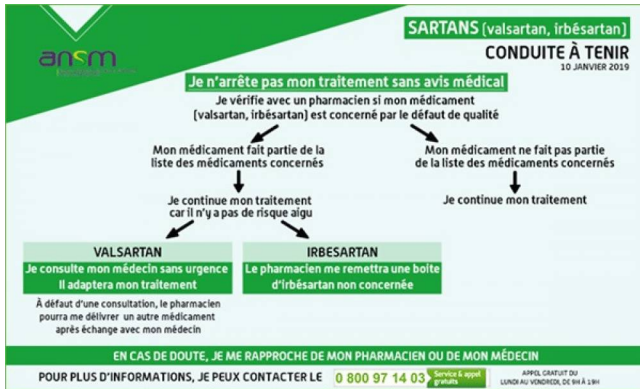 ansm
SARTANS (valsartan, irbésartan)
CONDUITE À TENIR
10 JANVIER 2019
Je n'arrête pas mon traitement sans avis médical
Je vérifie avec un pharmacien si mon médicament
(valsartan, irbésartan) est concerné par le défaut de qualité
Mon médicament fait partie de la
liste des médicaments concernés
Mon médicament ne fait pas partie
de la liste des médicaments concernés
Je continue mon traitement
car il n'y a pas de risque aigu
Je continue mon traitement
VALSARTAN
Je consulte mon médecin sans urgence
Il adaptera mon traitement
À défaut d'une consultation, le pharmacien
pourra me délivrer un autre médicament
après échange avec mon médecin
IRBESARTAN
Le pharmacien me remettra une boite
d'irbésartan non concernée
EN CAS DE DOUTE, JE ME RAPPROCHE DE MON PHARMACIEN OU DE MON MÉDECIN
POUR PLUS D'INFORMATIONS, JE PEUX CONTACTER LE
0 800 97 14 03
Service & appel
gratuits
APPEL GRATUIT DU
LUNDI AU VENDREDI, DE 9H À 19H